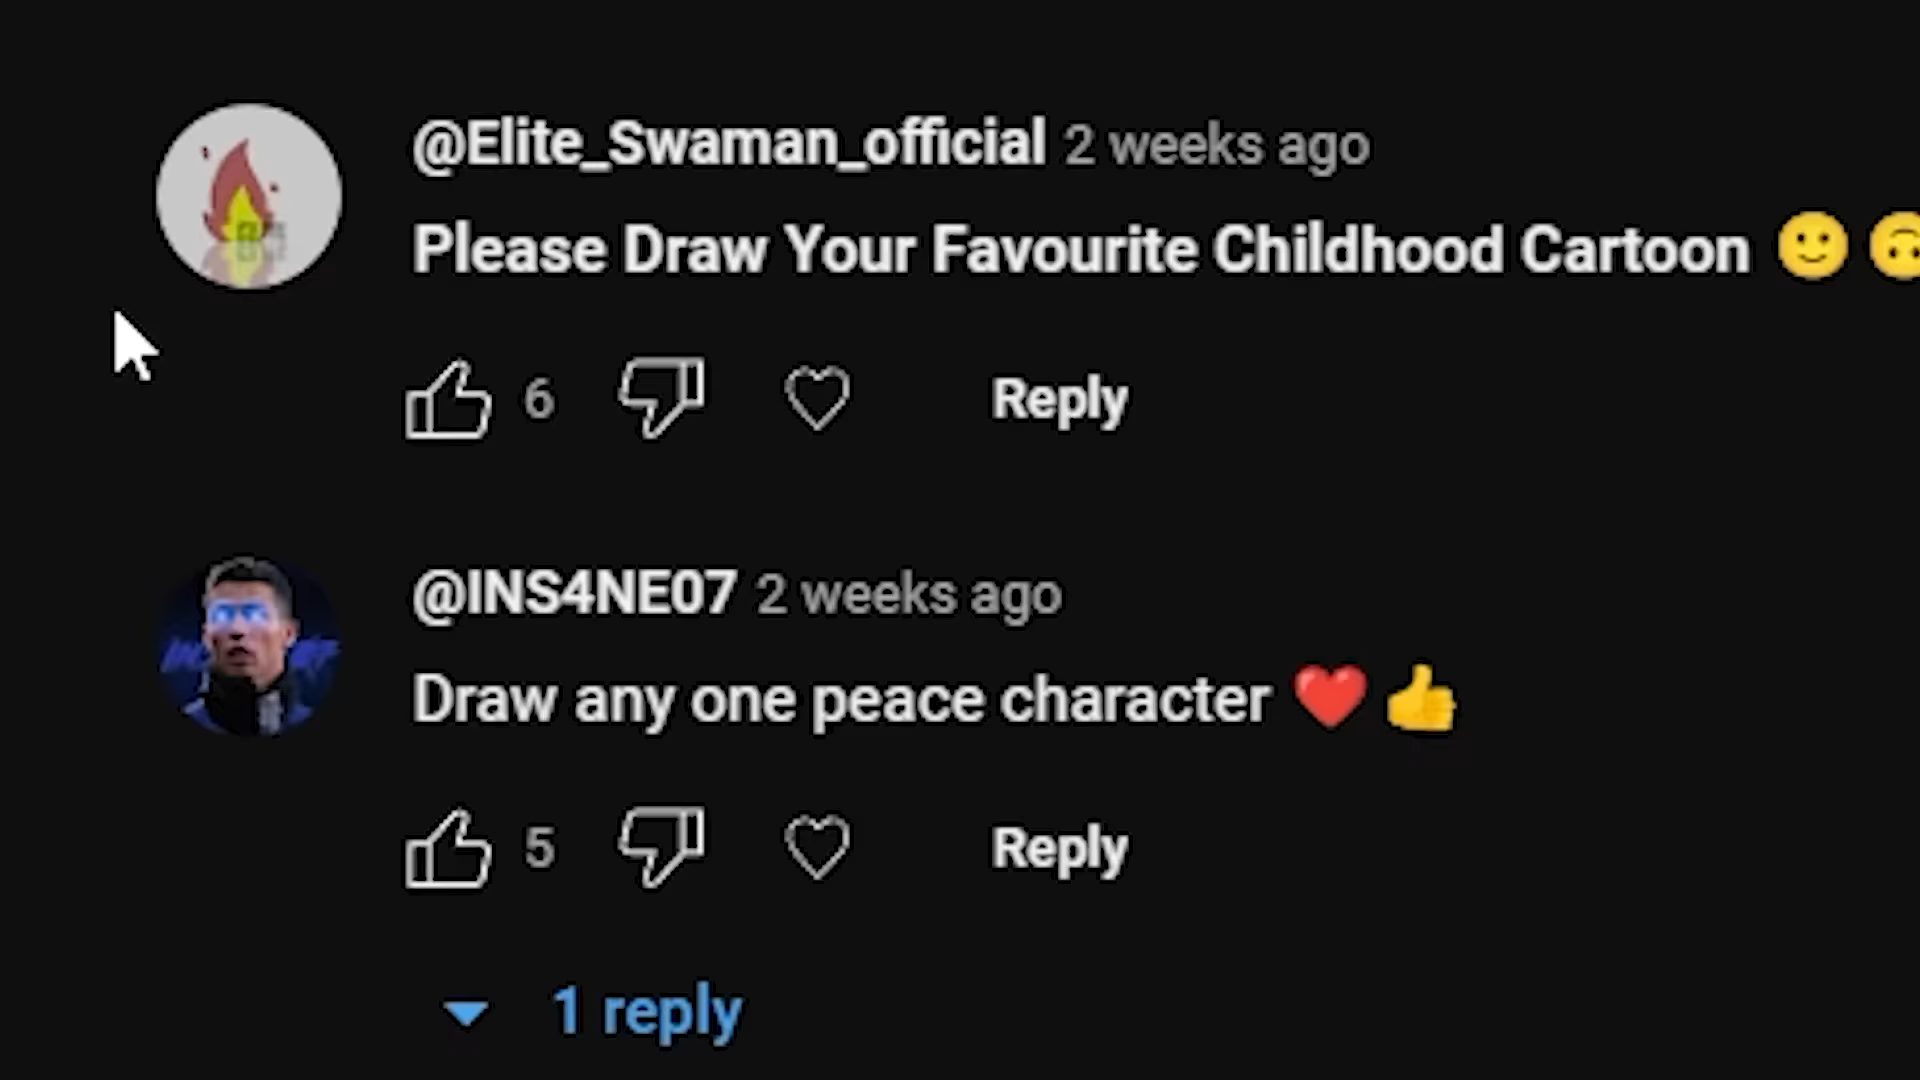 @Elite_Swaman_official 2 weeks ago
Please Draw Your Favourite Childhood Cartoon 🙂 🙃
6 Reply
@INS4NE07 2 weeks ago
Draw any one peace character ❤️ 👍
5 Reply
1 reply